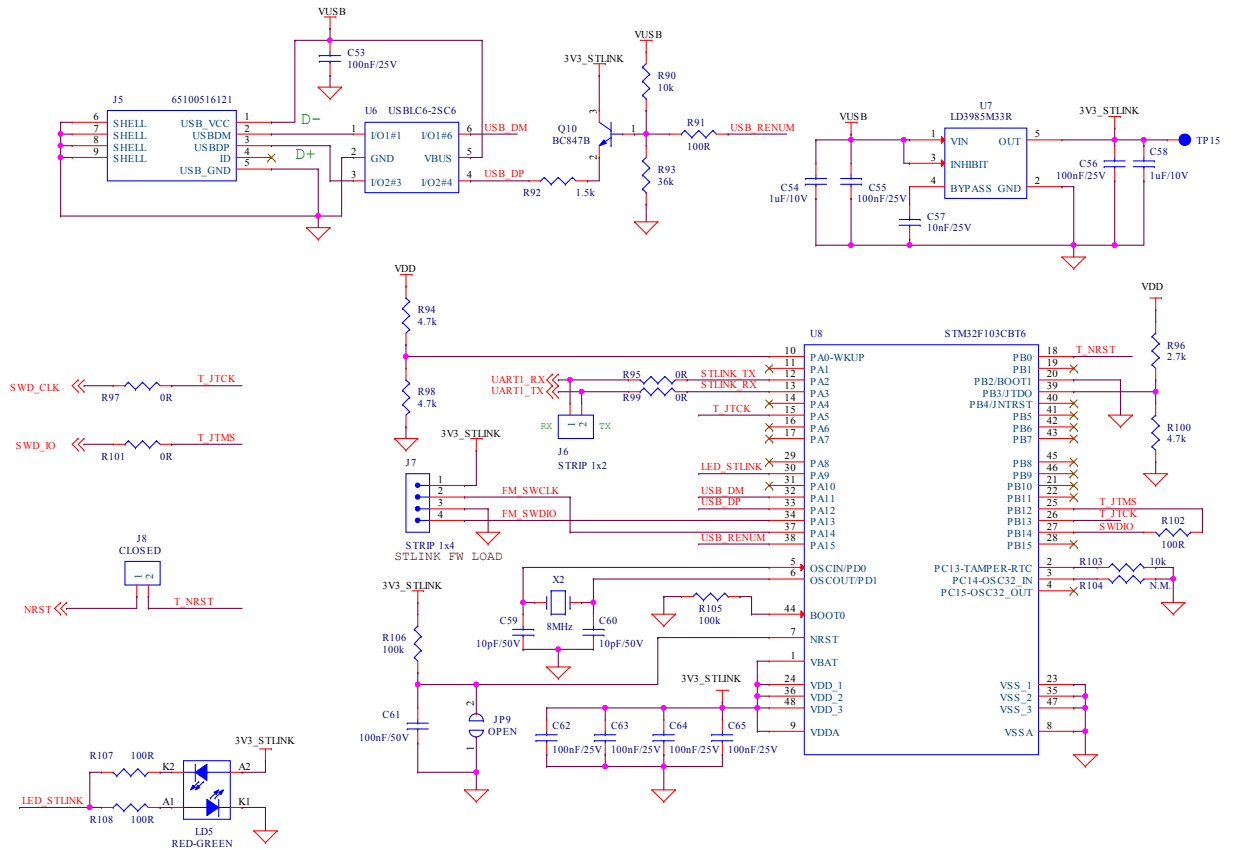 VUSB
C53
100nF/25V
J5 65100516121
6 SHELL USB_VCC 1
7 SHELL USBDM 2
8 SHELL USBDP 3
9 SHELL ID 4
USB_GND 5
D-
D+
U6 USBLC6-2SC6
1 I/O1#1 I/O1#6 6 USB_DM
2 GND VBUS 5
3 I/O2#3 I/O2#4 4 USB_DP
R92 1.5k
3V3_STLINK
Q10
BC847B
3
1
2
VUSB
R90
10k
R91
100R
USB_RENUM
R93
36k
U7
LD3985M33R
VUSB
3V3_STLINK
1 VIN OUT 5
3 INHIBIT
4 BYPASS GND 2
TP15
C54
1uF/10V
C55
100nF/25V
C57
10nF/25V
C56
100nF/25V
C58
1uF/10V
VDD
R94
4.7k
R98
4.7k
SWD_CLK R97 0R T_JTCK
SWD_IO R101 0R T_JTMS
J8
CLOSED
1 2
NRST T_NRST
UART1_RX R95 0R STLINK_TX
UART1_TX R99 0R STLINK_RX
RX 1 2 TX
J6
STRIP 1x2
T_JTCK
3V3_STLINK
J7
1
2 FM_SWCLK
3
4 FM_SWDIO
STRIP 1x4
STLINK FW LOAD
LED_STLINK
USB_DM
USB_DP
USB_RENUM
U8 STM32F103CBT6
10 PA0-WKUP
11 PA1
12 PA2
13 PA3
14 PA4
15 PA5
16 PA6
17 PA7
29 PA8
30 PA9
31 PA10
32 PA11
33 PA12
34 PA13
37 PA14
38 PA15
5 OSCIN/PD0
6 OSCOUT/PD1
44 BOOT0
7 NRST
1 VBAT
24 VDD_1
36 VDD_2
48 VDD_3
9 VDDA
PB0 18 T_NRST
PB1 19
PB2/BOOT1 20
PB3/JTDO 39
PB4/JNTRST 40
PB5 41
PB6 42
PB7 43
PB8 45
PB9 46
PB10 21
PB11 22
PB12 25 T_JTMS
PB13 26 T_JTCK
PB14 27 SWDIO
PB15 28
PC13-TAMPER-RTC 2
PC14-OSC32_IN 3
PC15-OSC32_OUT 4
VSS_1 23
VSS_2 35
VSS_3 47
VSSA 8
VDD
R96
2.7k
R100
4.7k
R102
100R
R103 10k
R104 N.M.
X2
8MHz
C59
10pF/50V
C60
10pF/50V
R105
100k
3V3_STLINK
R106
100k
C61
100nF/50V
2
JP9
OPEN
1
3V3_STLINK
C62
100nF/25V
C63
100nF/25V
C64
100nF/25V
C65
100nF/25V
3V3_STLINK
R107 100R K2 A2
LED_STLINK
R108 100R A1 K1
LD5
RED-GREEN